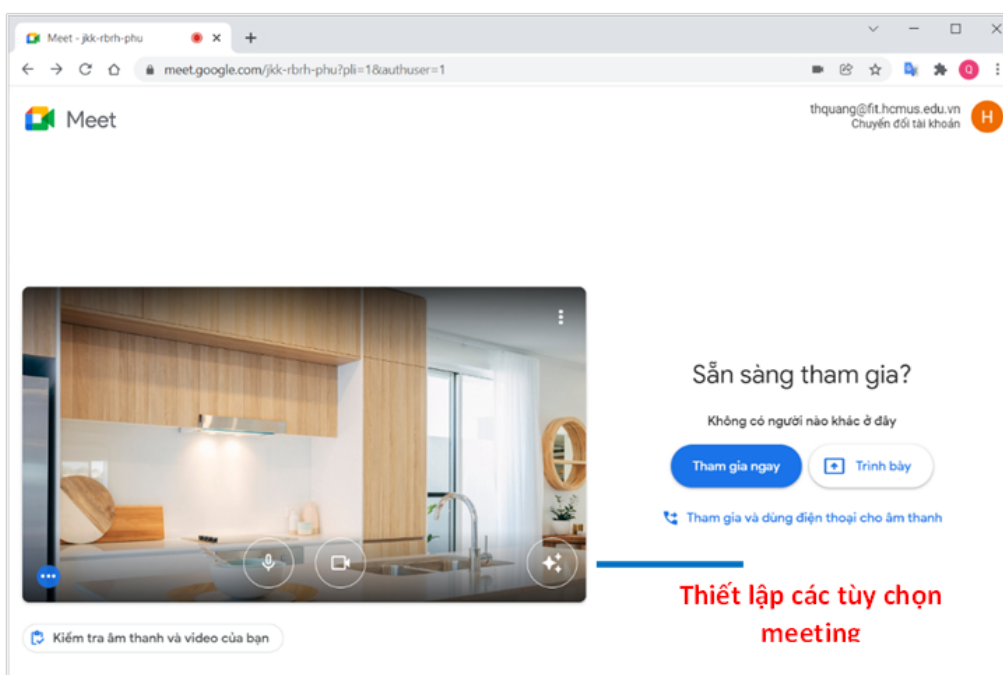 Meet - jkk-rbrh-phu
meet.google.com/jkk-rbrh-phu?pli=1&authuser=1
Q
Meet
thquang@fit.hcmus.edu.vn
Chuyển đổi tài khoản
H
Sẵn sàng tham gia?
Không có người nào khác ở đây
Tham gia ngay
Trình bày
Tham gia và dùng điện thoại cho âm thanh
Thiết lập các tùy chọn
meeting
Kiểm tra âm thanh và video của bạn